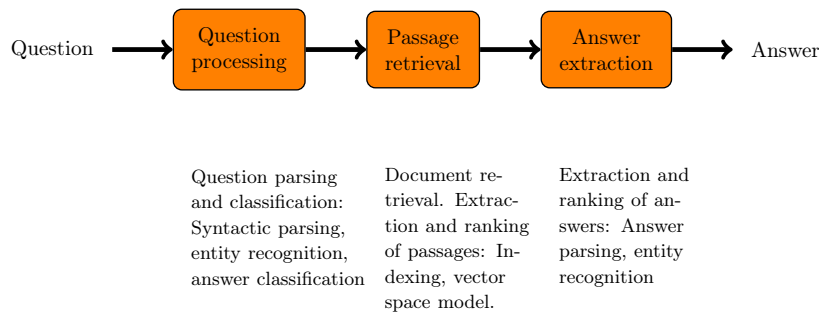 Question
Question
processing
Passage
retrieval
Answer
extraction
Answer
Question parsing
and classification:
Syntactic parsing,
entity recognition,
answer classification
Document re-
trieval. Extrac-
tion and ranking
of passages: In-
dexing, vector
space model.
Extraction and
ranking of an-
swers: Answer
parsing, entity
recognition